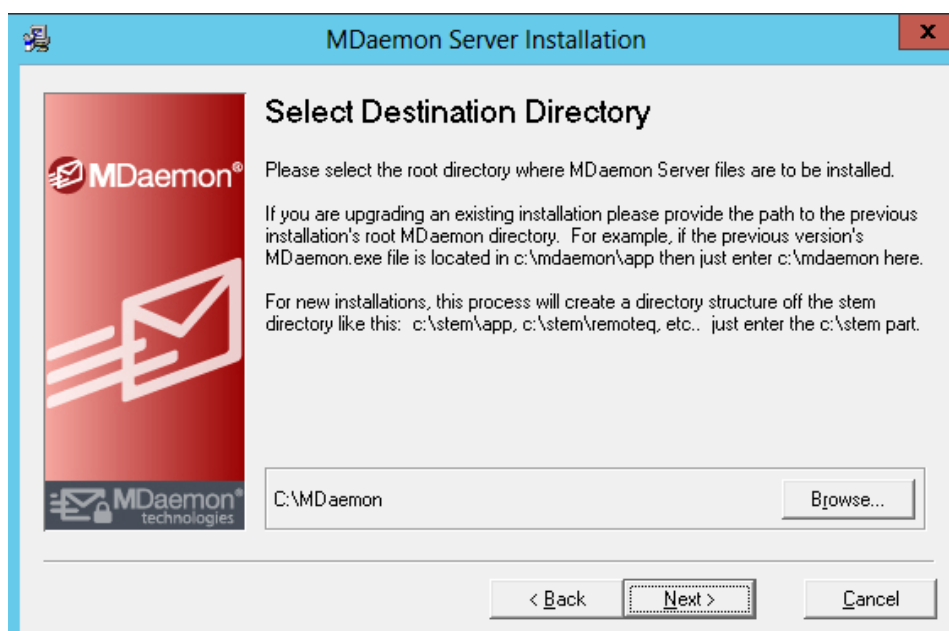 MDaemon Server Installation
x
Select Destination Directory
MDaemon®
Please select the root directory where MDaemon Server files are to be installed.
If you are upgrading an existing installation please provide the path to the previous
installation's root MDaemon directory.  For example, if the previous version's
MDaemon.exe file is located in c:\mdaemon\app then just enter c:\mdaemon here.
For new installations, this process will create a directory structure off the stem
directory like this:  c:\stem\app, c:\stem\remoteq, etc..  just enter the c:\stem part.
MDaemon®
technologies
C:\MDaemon
Browse...
< Back
Next >
Cancel